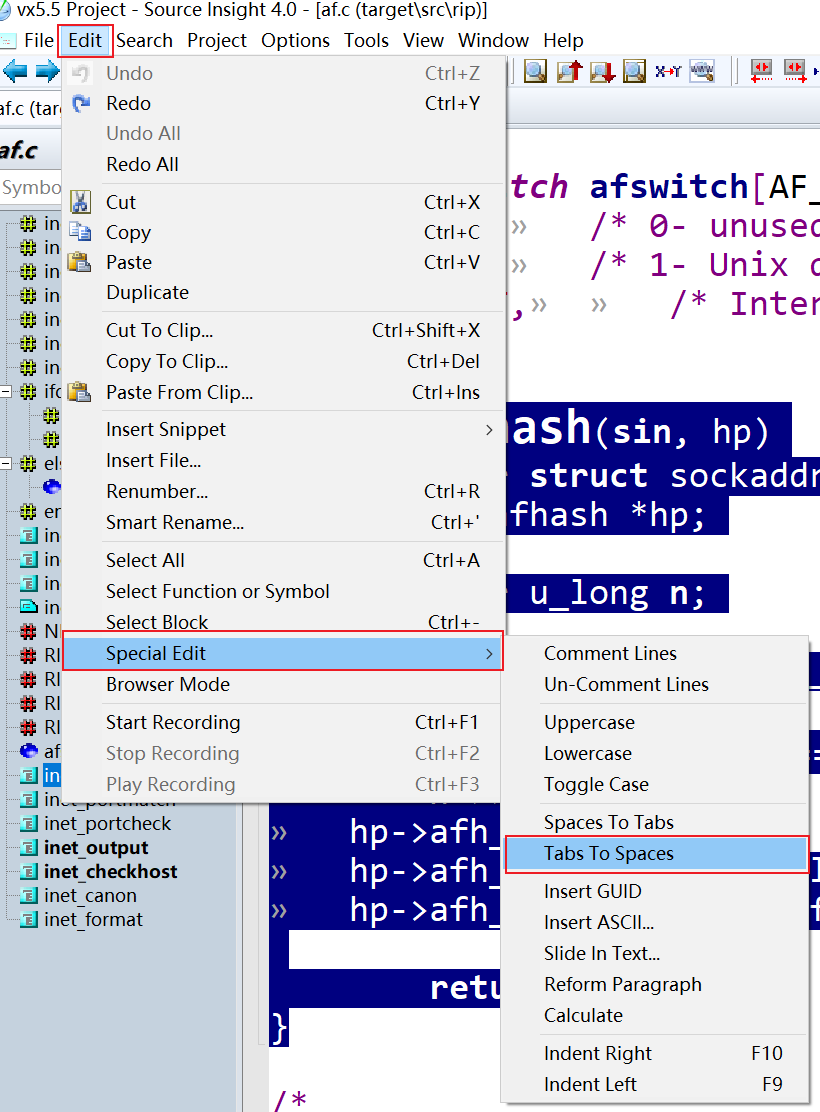 vx5.5 Project - Source Insight 4.0 - [af.c (target\src\rip)]
File Edit Search Project Options Tools View Window Help
af.c (targ
af.c
Symbo
Undo Ctrl+Z
Redo Ctrl+Y
Undo All
Redo All
Cut Ctrl+X
Copy Ctrl+C
Paste Ctrl+V
Duplicate
Cut To Clip... Ctrl+Shift+X
Copy To Clip... Ctrl+Del
Paste From Clip... Ctrl+Ins
Insert Snippet >
Insert File...
Renumber... Ctrl+R
Smart Rename... Ctrl+'
Select All Ctrl+A
Select Function or Symbol
Select Block Ctrl+-
Special Edit >
Browser Mode
Start Recording Ctrl+F1
Stop Recording Ctrl+F2
Play Recording Ctrl+F3
Comment Lines
Un-Comment Lines
Uppercase
Lowercase
Toggle Case
Spaces To Tabs
Tabs To Spaces
Insert GUID
Insert ASCII...
Slide In Text...
Reform Paragraph
Calculate
Indent Right F10
Indent Left F9
in
in
in
in
in
in
in
ifd
els
en
in
in
in
in
N
RI
RI
RI
RI
af
in
inet_portmatch
inet_portcheck
inet_output
inet_checkhost
inet_canon
inet_format
tch afswitch[AF_
» /* 0- unused
» /* 1- Unix d
,» » /* Inter
hash(sin, hp)
struct sockaddr
fhash *hp;
u_long n;
» hp->afh_
» hp->afh_
» hp->afh_
retu
}
/*